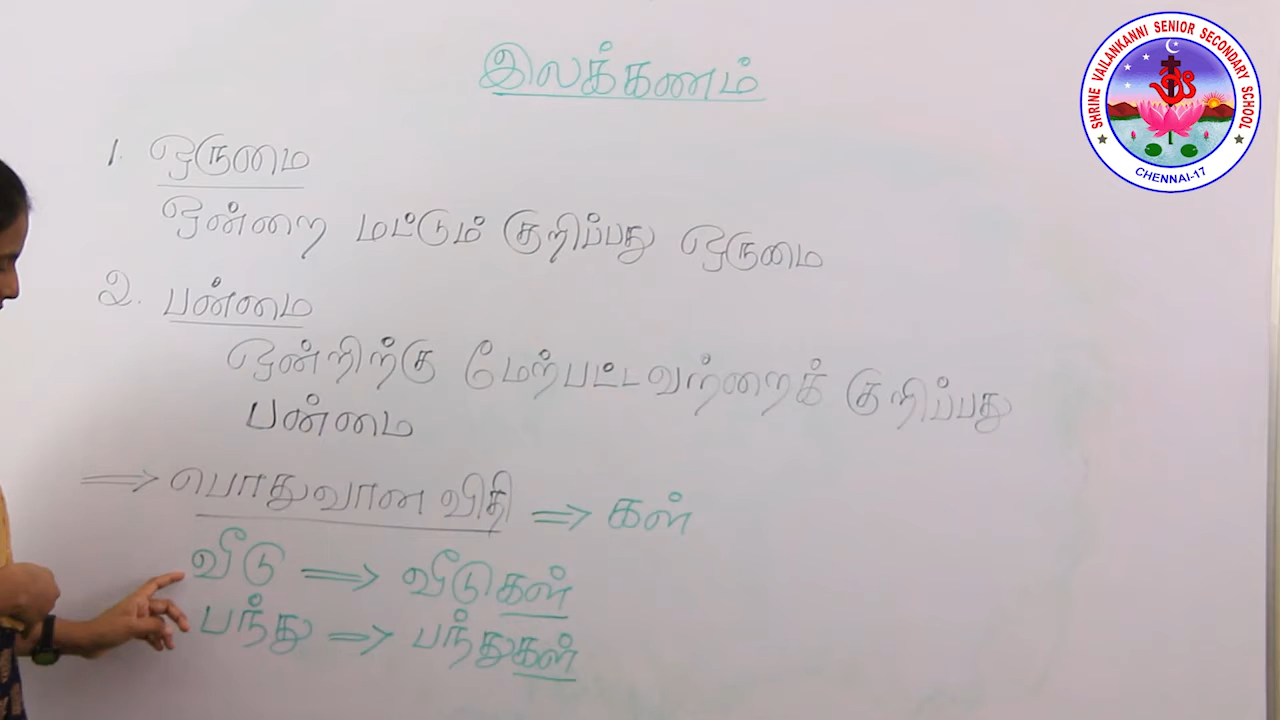 இலக்கணம்
1. ஒருமை
ஒன்றை மட்டும் குறிப்பது ஒருமை
2. பன்மை
ஒன்றிற்கு மேற்பட்டவற்றைக் குறிப்பது
பன்மை
⇒ பொதுவான விதி ⇒ கள்
வீடு ⇒ வீடுகள்
பந்து ⇒ பந்துகள்
SHRINE VAILANKANNI SENIOR SECONDARY SCHOOL
CHENNAI-17